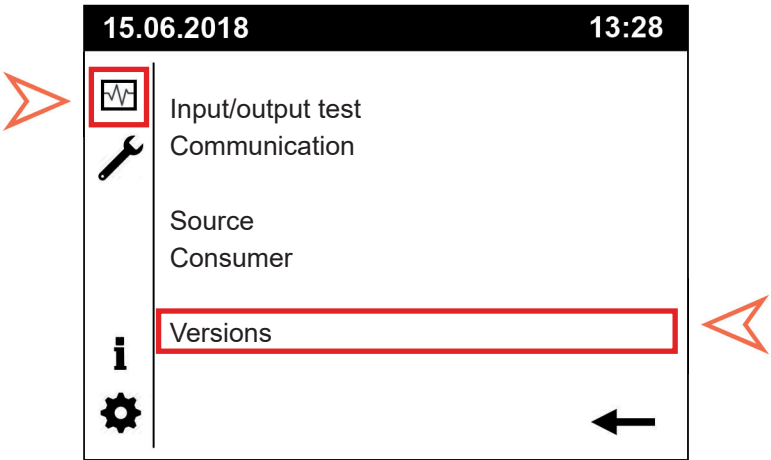 15.06.2018 13:28
Input/output test
Communication
Source
Consumer
Versions